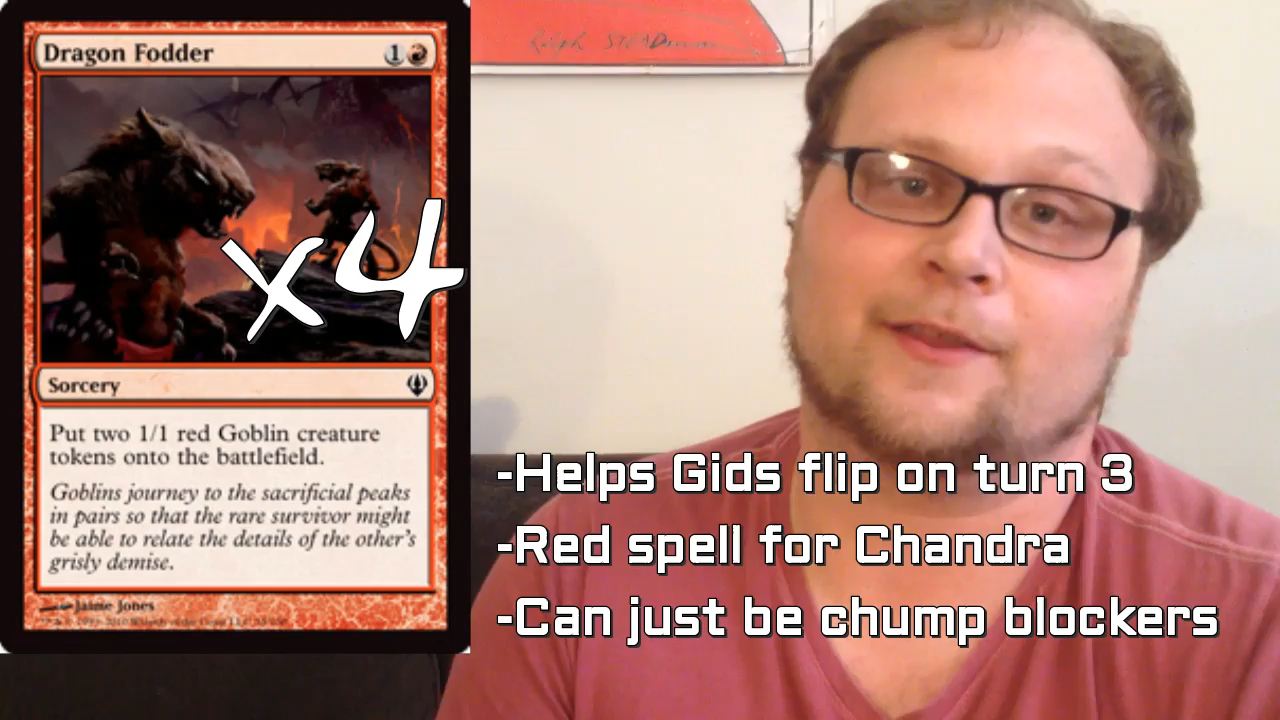 Ralph STEADman
Dragon Fodder
1
x4
Sorcery
Put two 1/1 red Goblin creature
tokens onto the battlefield.
Goblins journey to the sacrificial peaks
in pairs so that the rare survivor might
be able to relate the details of the other's
grisly demise.
Jaime Jones
-Helps Gids flip on turn 3
-Red spell for Chandra
-Can just be chump blockers